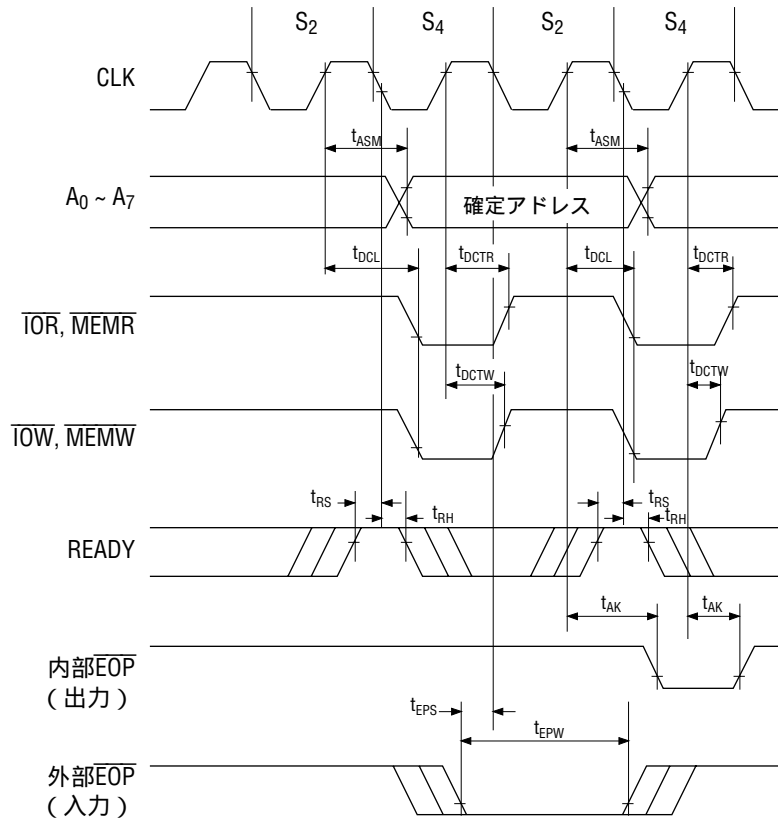 S2 S4 S2 S4
CLK
tASM tASM
A0 ~ A7 確定アドレス
tDCL tDCTR tDCL tDCTR
IOR, MEMR
tDCTW tDCTW
IOW, MEMW
tRS tRS
tRH tRH
READY
tAK tAK
内部EOP
(出力)
tEPS
tEPW
外部EOP
(入力)